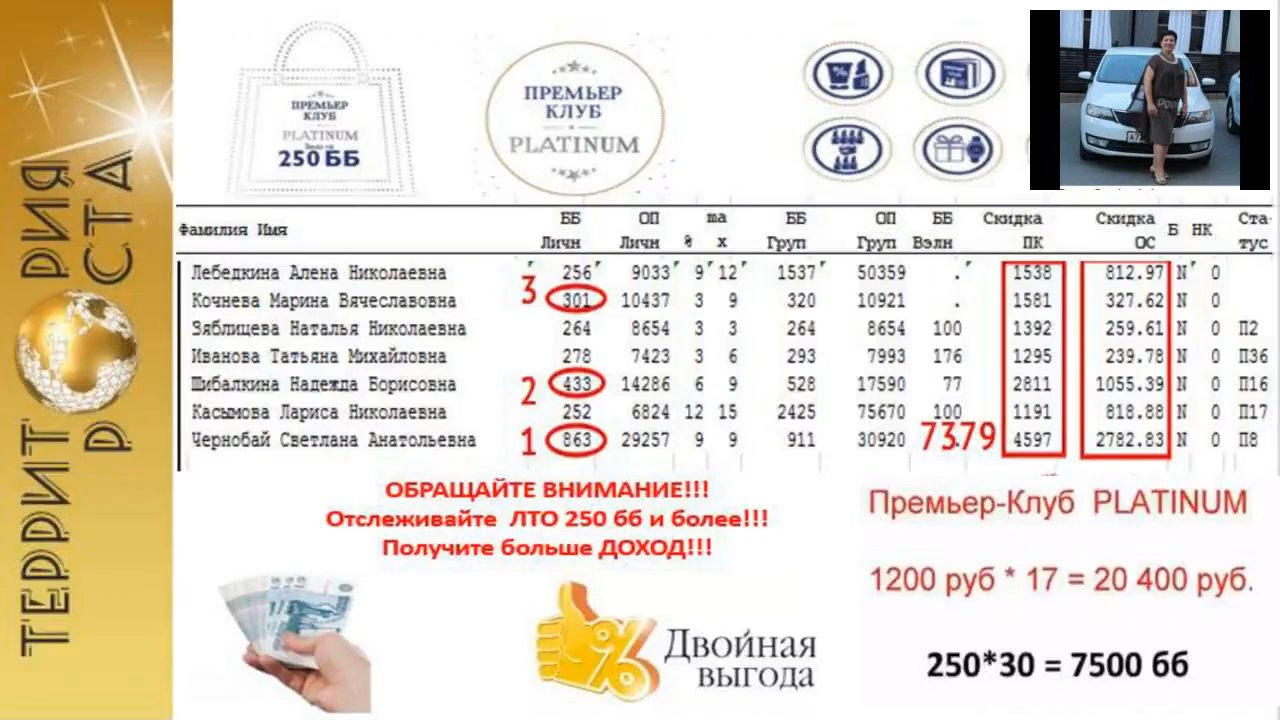 ТЕРРИТ РИЯ
Р СТА
ПРЕМЬЕР
КЛУБ
PLATINUM
250 ББ
ПРЕМЬЕР
КЛУБ
PLATINUM
Фамилия Имя ББ Личн ОП Личн % max ББ Груп ОП Груп ББ Вэлн Скидка ПК Скидка ОС Б НК Ста-тус
3
Лебедкина Алена Николаевна 256 9033 9 12 1537 50359 . 1538 812.97 N 0
Кочнева Марина Вячеславовна 301 10437 3 9 320 10921 . 1581 327.62 N 0
Зяблицева Наталья Николаевна 264 8654 3 3 264 8654 100 1392 259.61 N 0 П2
Иванова Татьяна Михайловна 278 7423 3 6 293 7993 176 1295 239.78 N 0 П36
2 Шибалкина Надежда Борисовна 433 14286 6 9 528 17590 77 2811 1055.39 N 0 П16
Касымова Лариса Николаевна 252 6824 12 15 2425 75670 100 1191 818.88 N 0 П17
1 Чернобай Светлана Анатольевна 863 29257 9 9 911 30920 . 4597 2782.83 N 0 П8
7379
ОБРАЩАЙТЕ ВНИМАНИЕ!!!
Отслеживайте ЛТО 250 бб и более!!!
Получите больше ДОХОД!!!
Премьер-Клуб PLATINUM
1200 руб * 17 = 20 400 руб.
250*30 = 7500 бб
%
Двойная
выгода